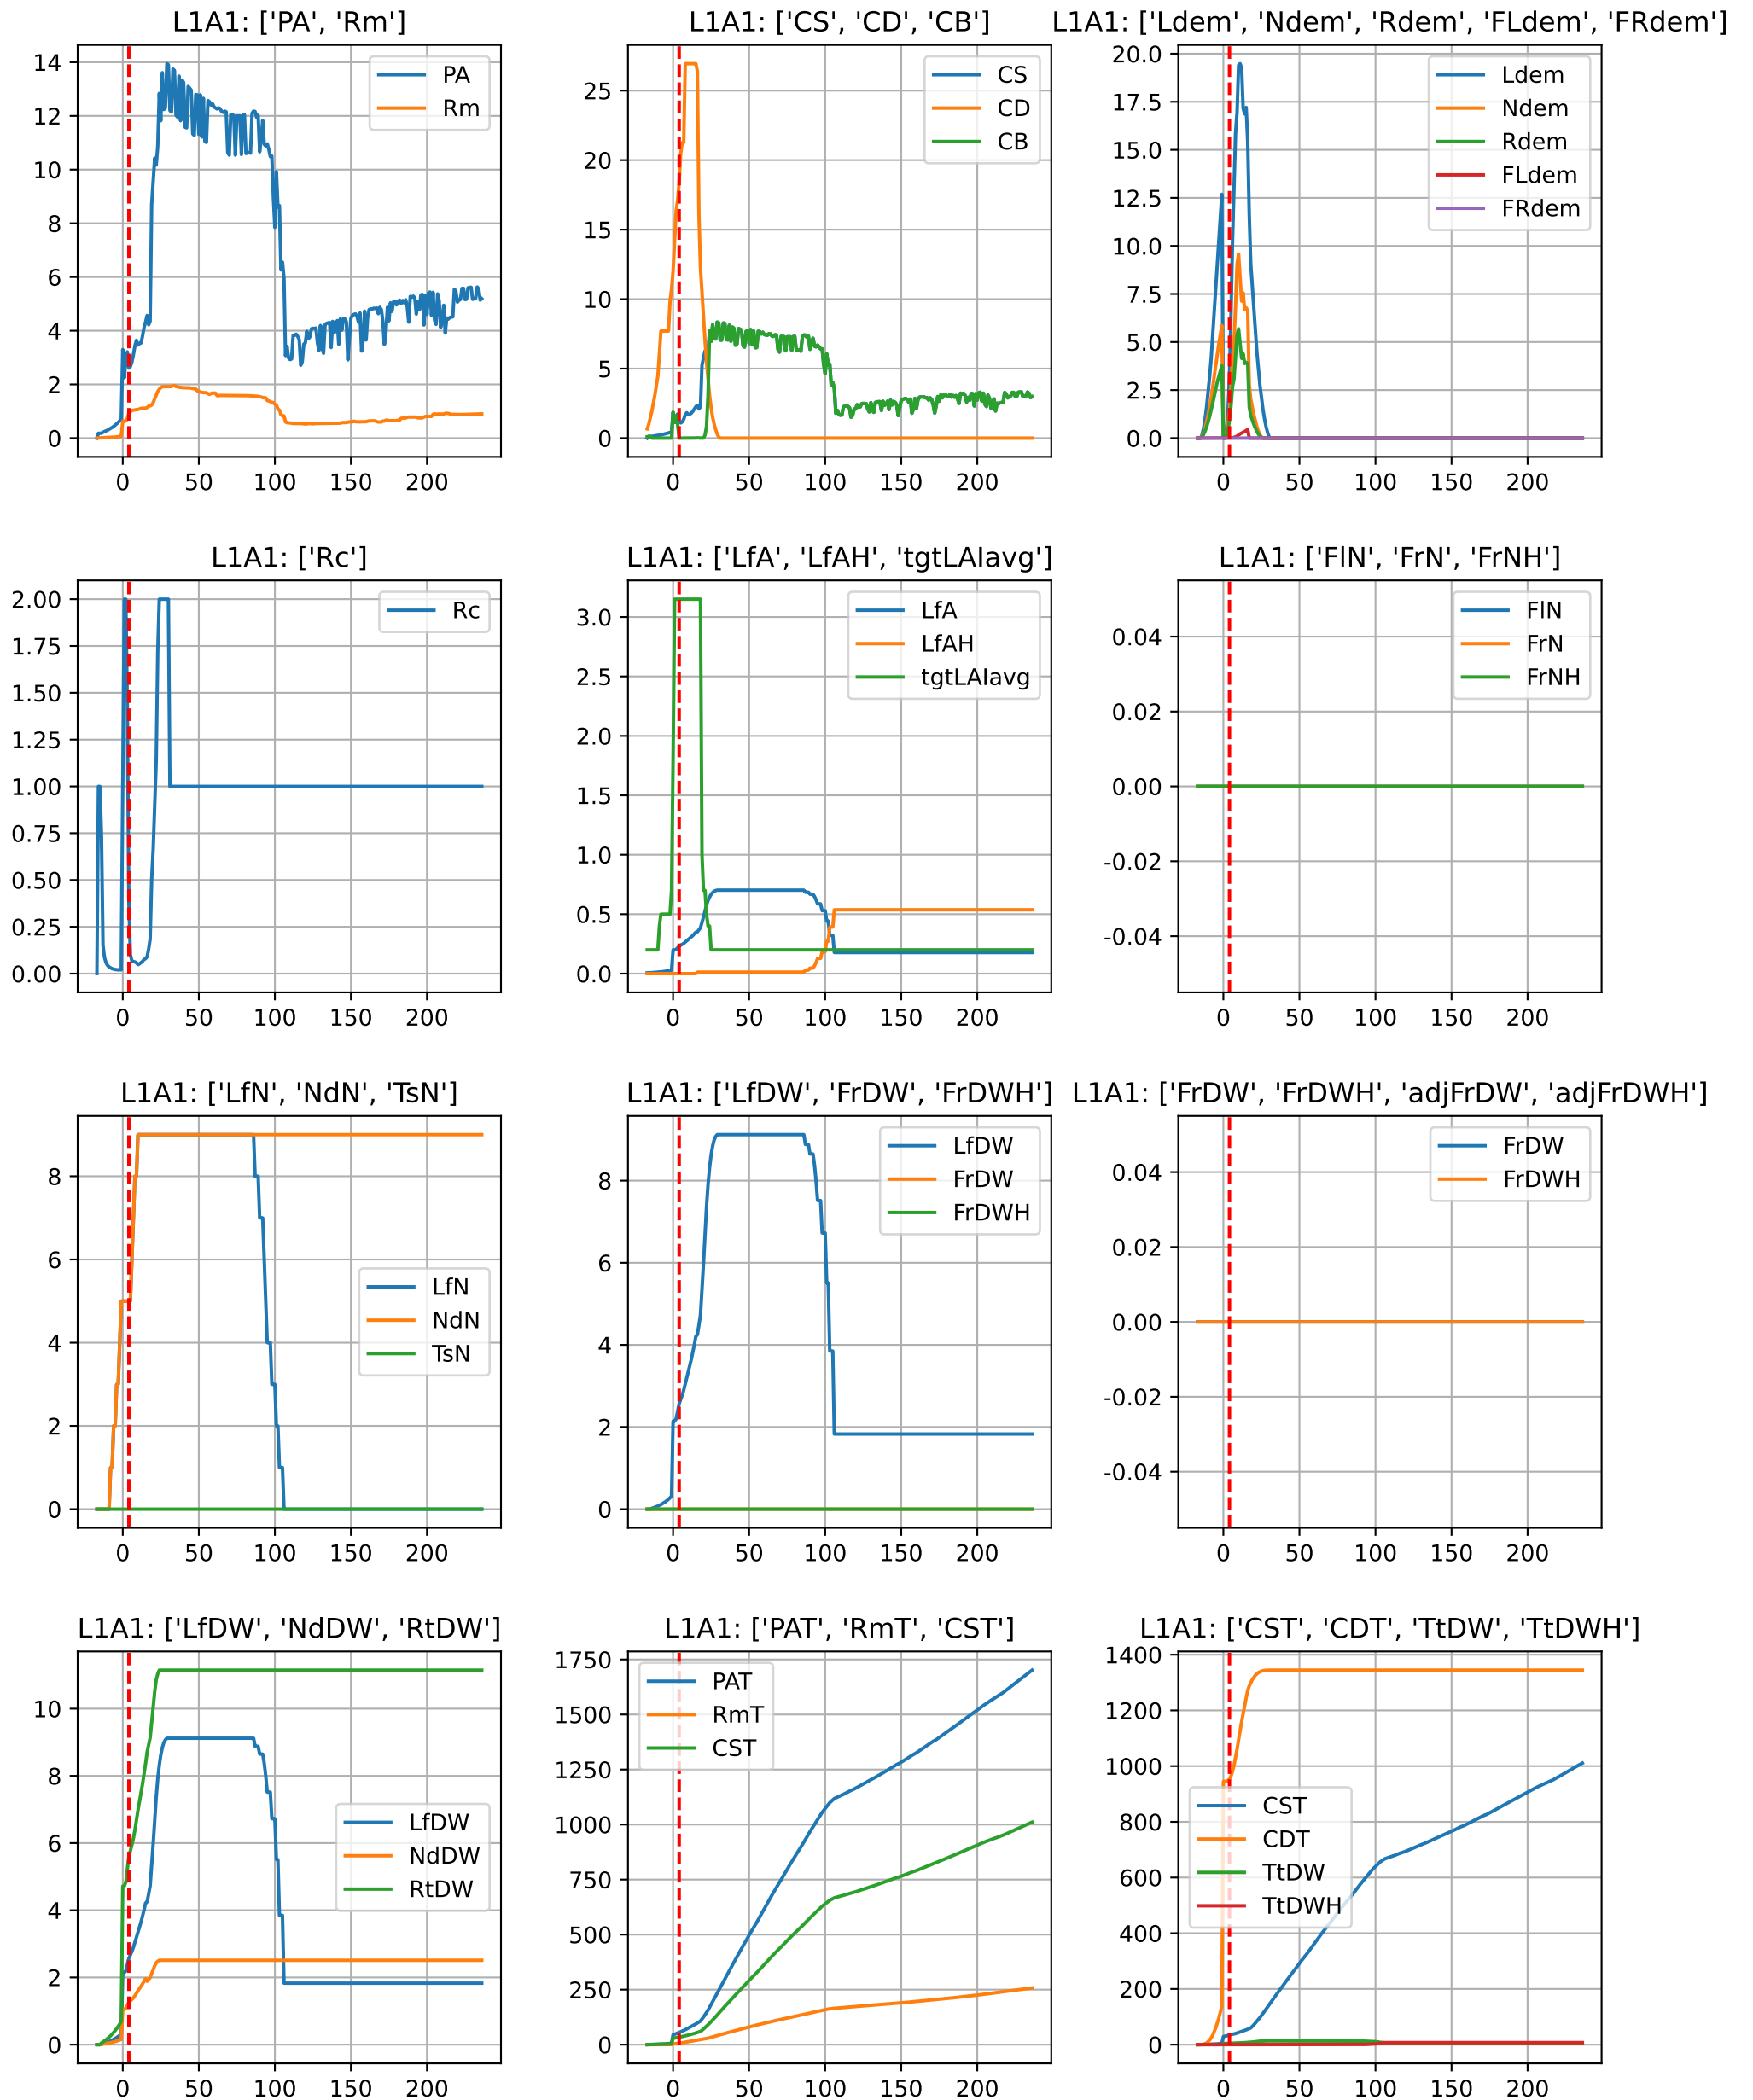 L1A1: ['PA', 'Rm']
14
12
10
8
6
4
2
0
0 50 100 150 200
PA
Rm
L1A1: ['CS', 'CD', 'CB']
25
20
15
10
5
0
0 50 100 150 200
CS
CD
CB
L1A1: ['Ldem', 'Ndem', 'Rdem', 'FLdem', 'FRdem']
20.0
17.5
15.0
12.5
10.0
7.5
5.0
2.5
0.0
0 50 100 150 200
Ldem
Ndem
Rdem
FLdem
FRdem
L1A1: ['Rc']
2.00
1.75
1.50
1.25
1.00
0.75
0.50
0.25
0.00
0 50 100 150 200
Rc
L1A1: ['LfA', 'LfAH', 'tgtLAIavg']
3.0
2.5
2.0
1.5
1.0
0.5
0.0
0 50 100 150 200
LfA
LfAH
tgtLAIavg
L1A1: ['FlN', 'FrN', 'FrNH']
0.04
0.02
0.00
-0.02
-0.04
0 50 100 150 200
FlN
FrN
FrNH
L1A1: ['LfN', 'NdN', 'TsN']
8
6
4
2
0
0 50 100 150 200
LfN
NdN
TsN
L1A1: ['LfDW', 'FrDW', 'FrDWH']
8
6
4
2
0
0 50 100 150 200
LfDW
FrDW
FrDWH
L1A1: ['FrDW', 'FrDWH', 'adjFrDW', 'adjFrDWH']
0.04
0.02
0.00
-0.02
-0.04
0 50 100 150 200
FrDW
FrDWH
L1A1: ['LfDW', 'NdDW', 'RtDW']
10
8
6
4
2
0
0 50 100 150 200
LfDW
NdDW
RtDW
L1A1: ['PAT', 'RmT', 'CST']
1750
1500
1250
1000
750
500
250
0
0 50 100 150 200
PAT
RmT
CST
L1A1: ['CST', 'CDT', 'TtDW', 'TtDWH']
1400
1200
1000
800
600
400
200
0
0 50 100 150 200
CST
CDT
TtDW
TtDWH